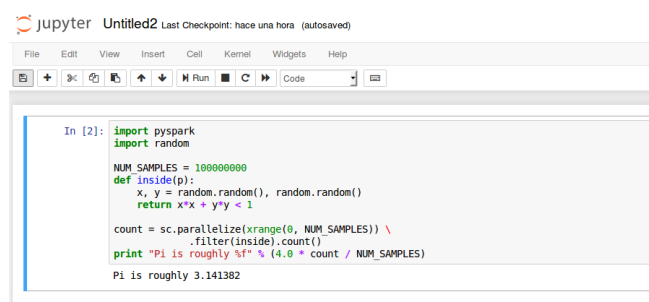 jupyter Untitled2 Last Checkpoint: hace una hora (autosaved)
File Edit View Insert Cell Kernel Widgets Help
Run Code
In [2]: import pyspark
import random
NUM_SAMPLES = 100000000
def inside(p):
    x, y = random.random(), random.random()
    return x*x + y*y < 1
count = sc.parallelize(xrange(0, NUM_SAMPLES)) \
             .filter(inside).count()
print "Pi is roughly %f" % (4.0 * count / NUM_SAMPLES)
Pi is roughly 3.141382